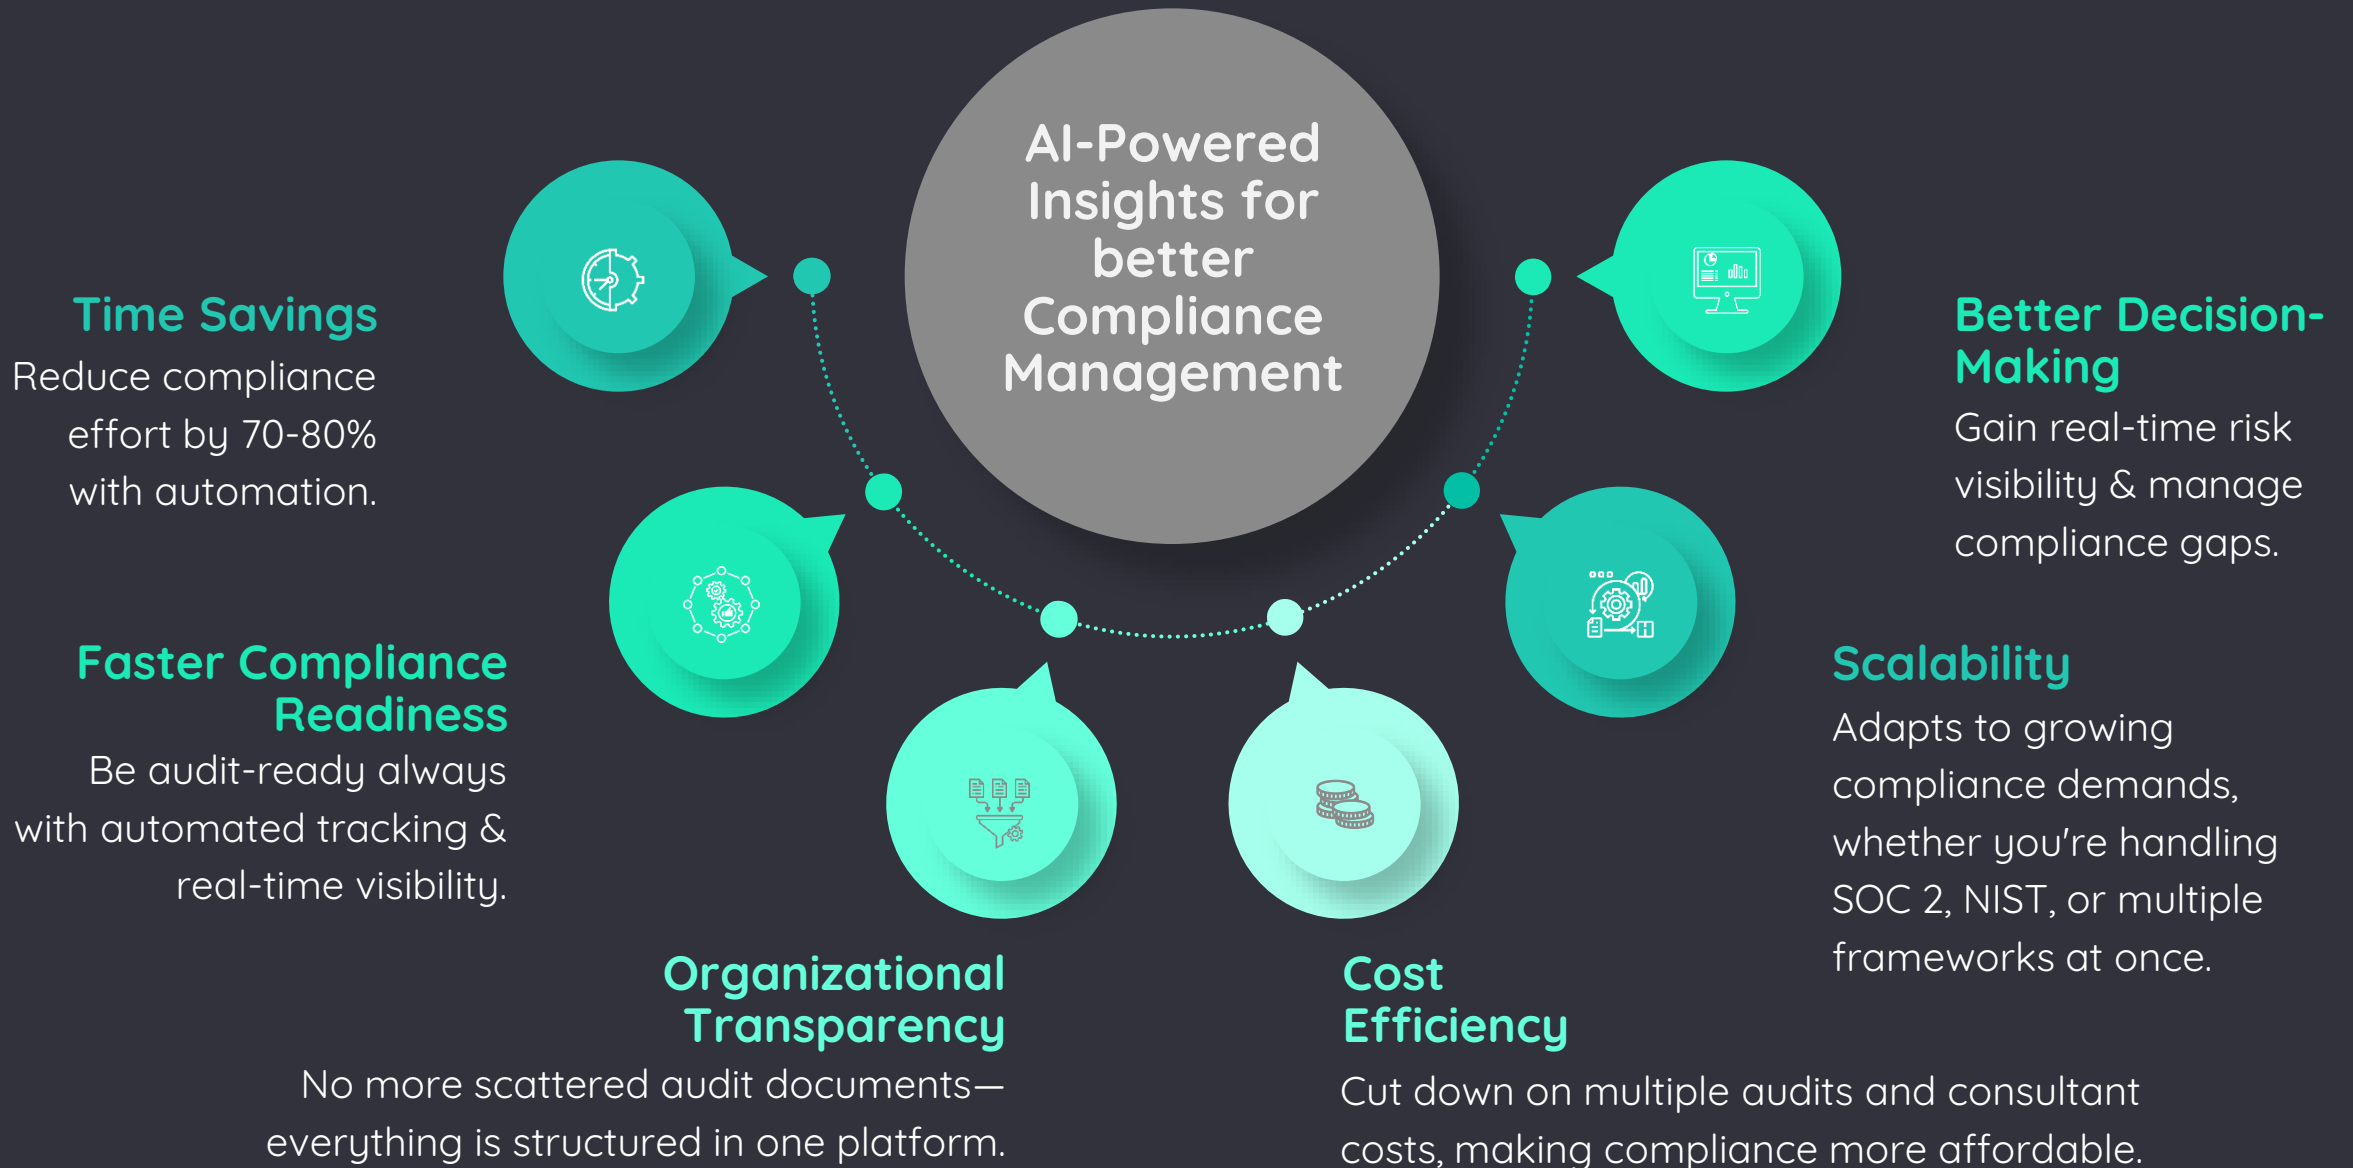 AI-Powered
Insights for
better
Compliance
Management
Time Savings
Reduce compliance
effort by 70-80%
with automation.
Faster Compliance
Readiness
Be audit-ready always
with automated tracking &
real-time visibility.
Organizational
Transparency
No more scattered audit documents—
everything is structured in one platform.
Cost
Efficiency
Cut down on multiple audits and consultant
costs, making compliance more affordable.
Scalability
Adapts to growing
compliance demands,
whether you're handling
SOC 2, NIST, or multiple
frameworks at once.
Better Decision-
Making
Gain real-time risk
visibility & manage
compliance gaps.